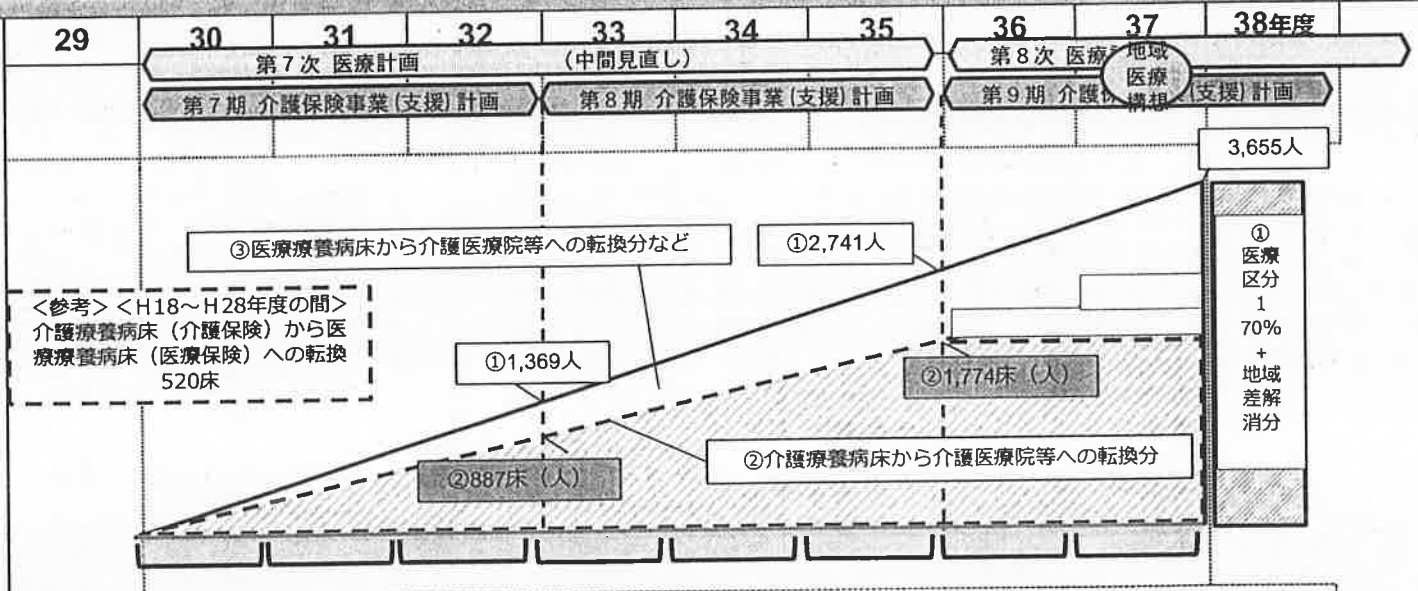 29 30 31 32 33 34 35 36 37 38年度
第7次 医療計画 (中間見直し)
第8次 医療
地域
医療
構想
第7期 介護保険事業(支援)計画
第8期 介護保険事業(支援)計画
第9期 介護保 (支援)計画
3,655人
③医療療養病床から介護医療院等への転換分など
①2,741人
①
医療
区分
1
70%
+
地域
差解
消分
<参考> <H18~H28年度の間>
介護療養病床(介護保険)から医
療療養病床(医療保険)への転換
520床
①1,369人
②1,774床(人)
②介護療養病床から介護医療院等への転換分
②887床(人)